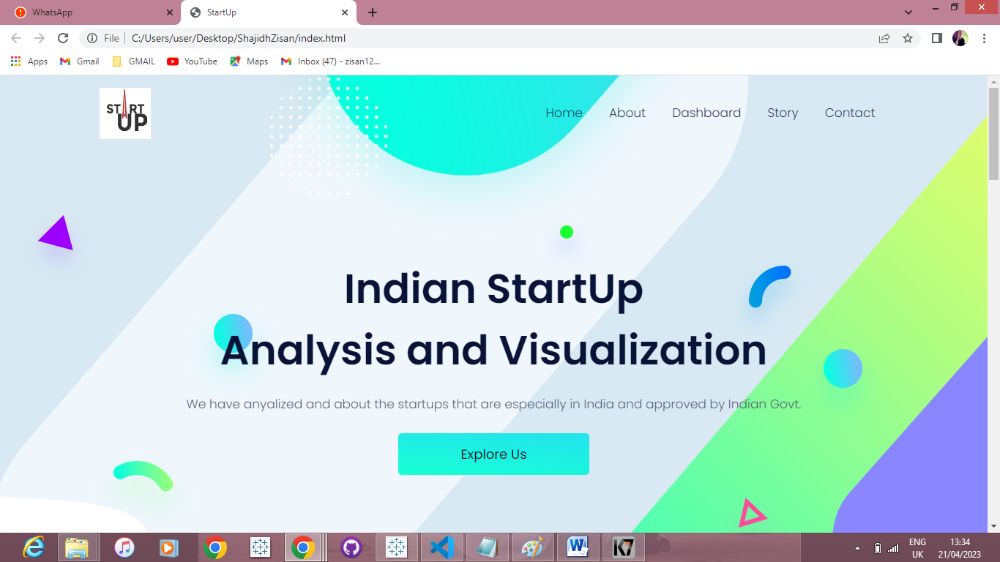 WhatsApp
StartUp
File
C:/Users/user/Desktop/ShajidhZisan/index.html
Apps
Gmail
GMAIL
YouTube
Maps
Inbox (47) - zisan12...
START
UP
Home
About
Dashboard
Story
Contact
Indian StartUp
Analysis and Visualization
We have anyalized and about the startups that are especially in India and approved by Indian Govt.
Explore Us
K7
ENG
UK
13:34
21/04/2023